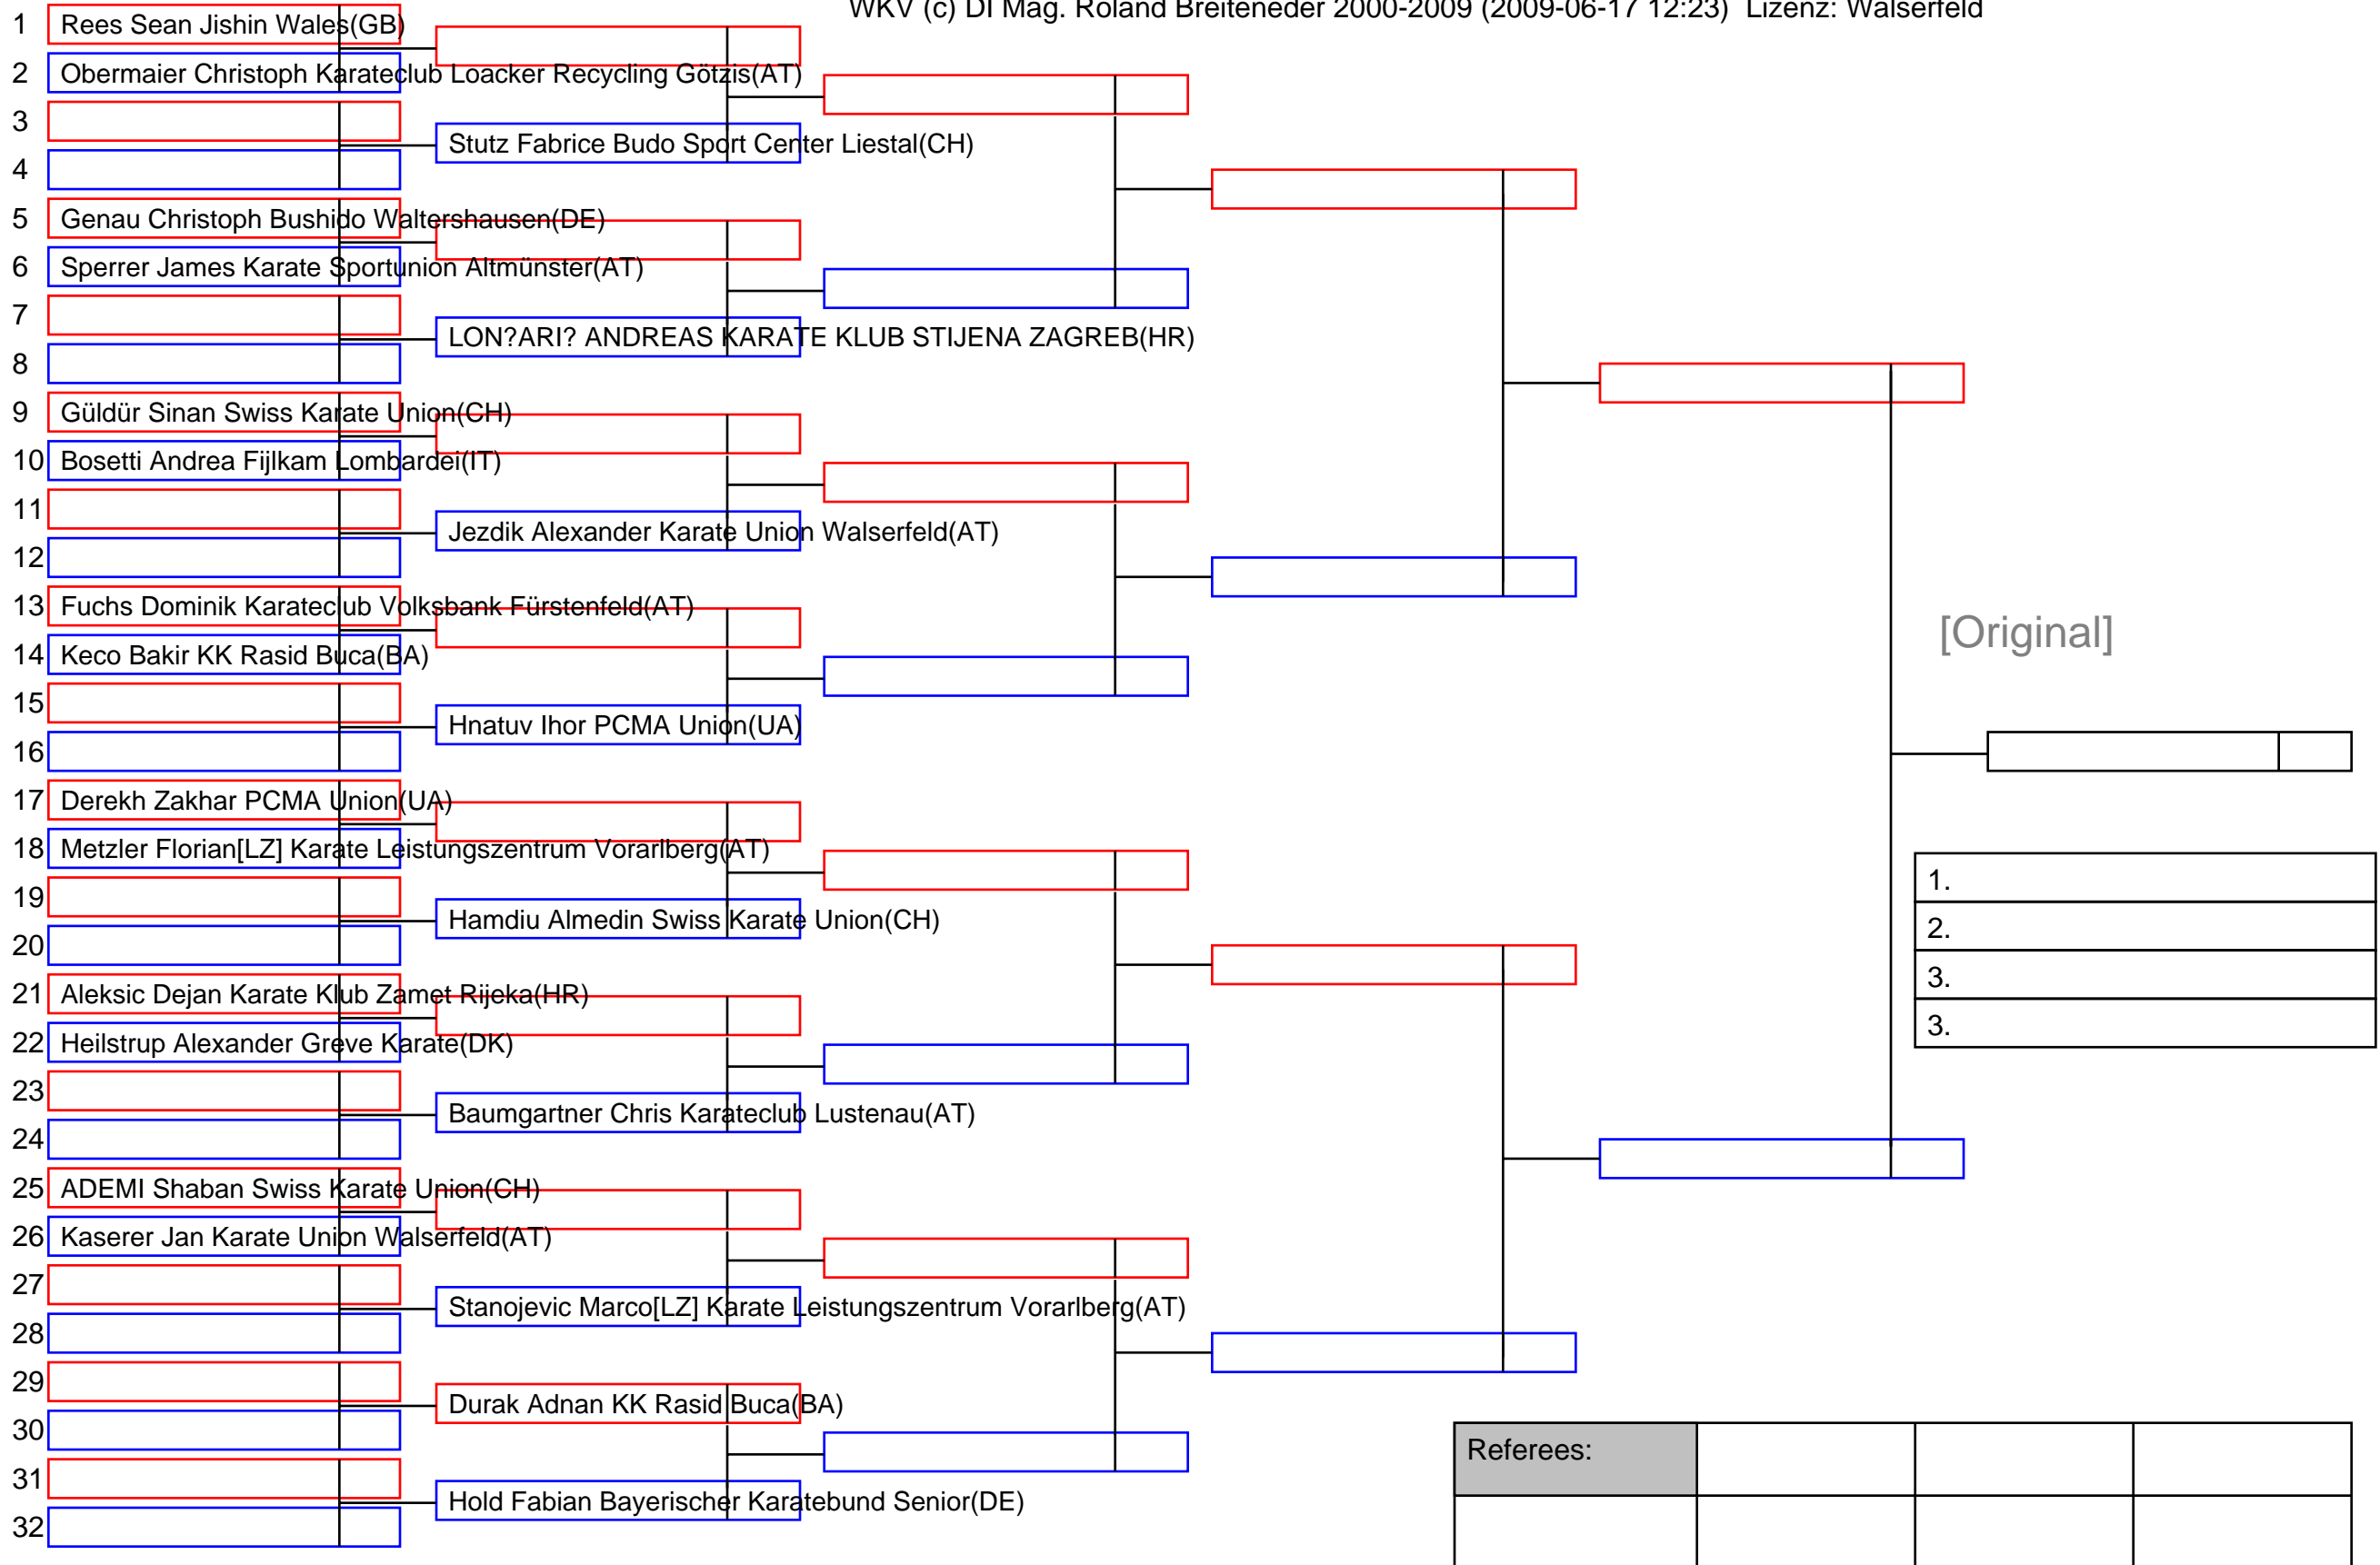 WKV (c) DI Mag. Roland Breiteneder 2000-2009 (2009-06-17 12:23) Lizenz: Walserfeld
1 Rees Sean Jishin Wales(GB)
2 Obermaier Christoph Karateclub Loacker Recycling Götzis(AT)
3
Stutz Fabrice Budo Sport Center Liestal(CH)
4
5 Genau Christoph Bushido Waltershausen(DE)
6 Sperrer James Karate Sportunion Altmünster(AT)
7
LON?ARI? ANDREAS KARATE KLUB STIJENA ZAGREB(HR)
8
9 Güldür Sinan Swiss Karate Union(CH)
10 Bosetti Andrea Fijlkam Lombardei(IT)
11
Jezdik Alexander Karate Union Walserfeld(AT)
12
13 Fuchs Dominik Karateclub Volksbank Fürstenfeld(AT)
[Original]
14 Keco Bakir KK Rasid Buca(BA)
15
Hnatuv Ihor PCMA Union(UA)
16
17 Derekh Zakhar PCMA Union(UA)
18 Metzler Florian[LZ] Karate Leistungszentrum Vorarlberg(AT)
1.
19
Hamdiu Almedin Swiss Karate Union(CH)
2.
20
3.
21 Aleksic Dejan Karate Klub Zamet Rijeka(HR)
3.
22 Heilstrup Alexander Greve Karate(DK)
23
Baumgartner Chris Karateclub Lustenau(AT)
24
25 ADEMI Shaban Swiss Karate Union(CH)
26 Kaserer Jan Karate Union Walserfeld(AT)
27
Stanojevic Marco[LZ] Karate Leistungszentrum Vorarlberg(AT)
28
29
Durak Adnan KK Rasid Buca(BA)
30
Referees:
31
Hold Fabian Bayerischer Karatebund Senior(DE)
32